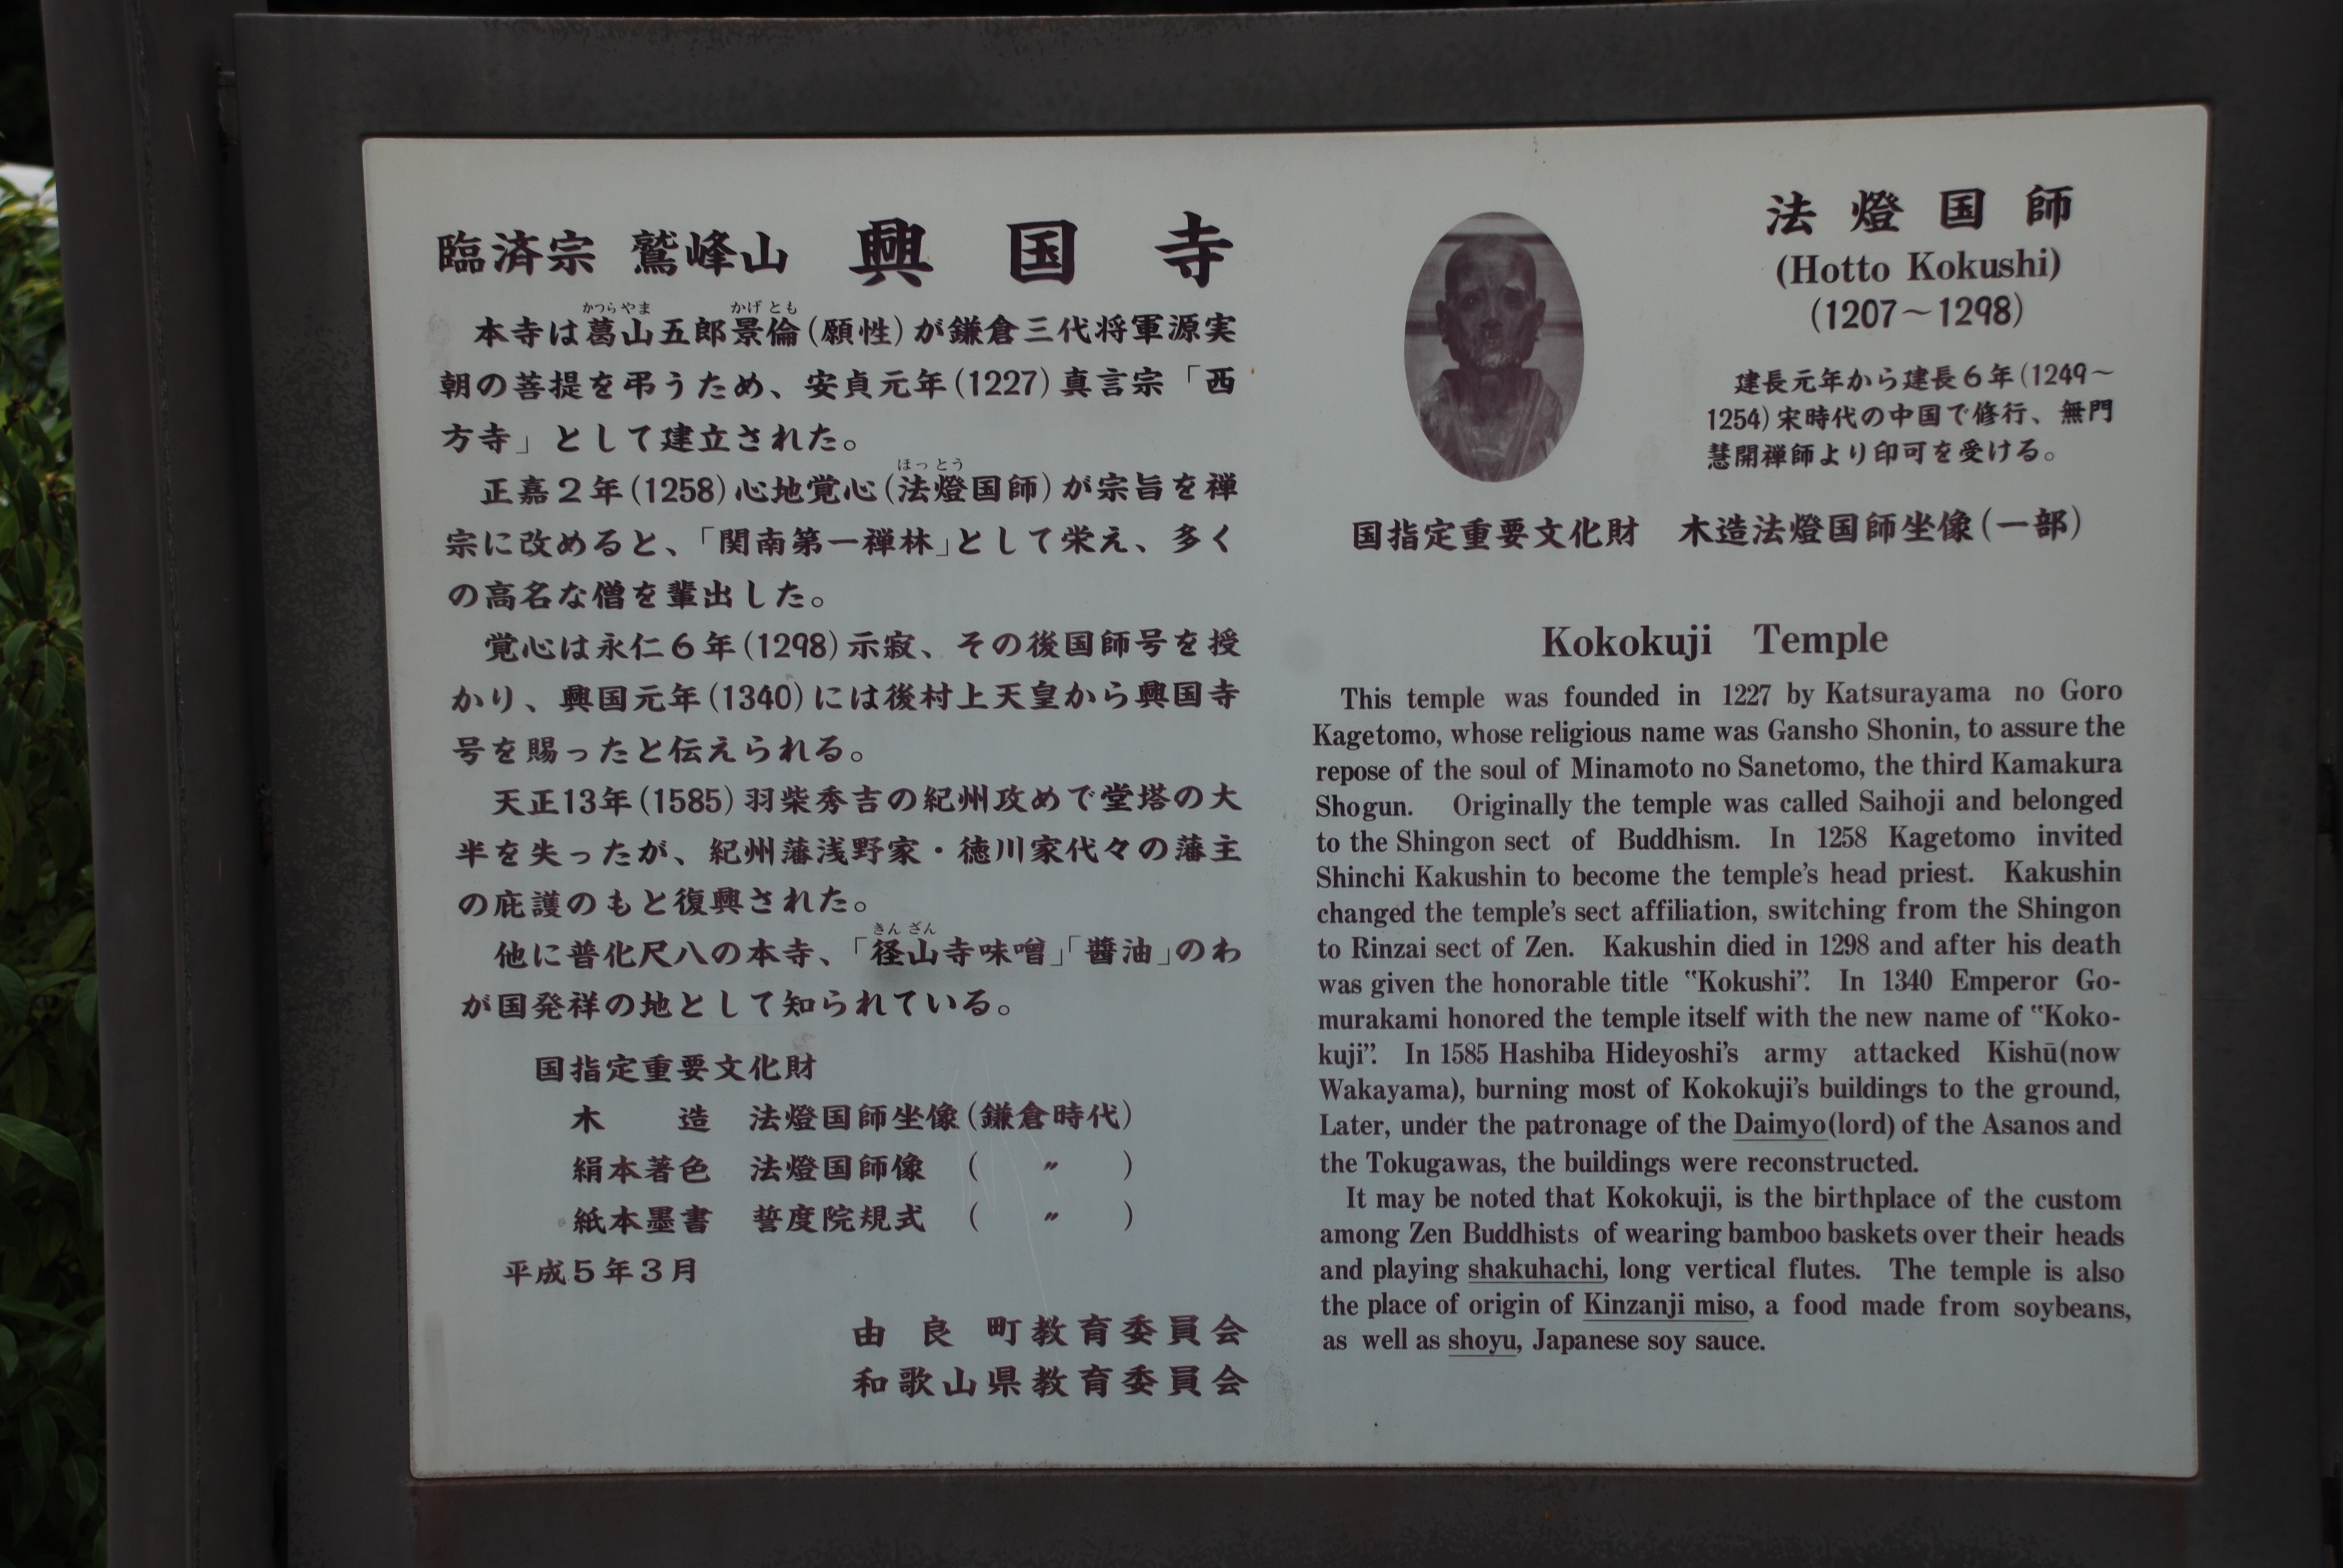 臨済宗 鷲峰山 興国寺
かつらやま かげとも
本寺は葛山五郎景倫(願性)が鎌倉三代将軍源実
朝の菩提を弔うため、安貞元年(1227)真言宗「西
方寺」として建立された。
ほっとう
正嘉2年(1258)心地覚心(法燈国師)が宗旨を禅
宗に改めると、「関南第一禅林」として栄え、多く
の高名な僧を輩出した。
覚心は永仁6年(1298)示寂、その後国師号を授
かり、興国元年(1340)には後村上天皇から興国寺
号を賜ったと伝えられる。
天正13年(1585)羽柴秀吉の紀州攻めで堂塔の大
半を失ったが、紀州藩浅野家・徳川家代々の藩主
の庇護のもと復興された。
きんざん
他に普化尺八の本寺、「径山寺味噌」「醬油」のわ
が国発祥の地として知られている。
国指定重要文化財
木 造 法燈国師坐像(鎌倉時代)
絹本著色 法燈国師像 ( 〃 )
紙本墨書 誓度院規式 ( 〃 )
平成5年3月
由良町教育委員会
和歌山県教育委員会
法燈国師
(Hotto Kokushi)
(1207～1298)
建長元年から建長6年(1249～
1254)宋時代の中国で修行、無門
慧開禅師より印可を受ける。
国指定重要文化財 木造法燈国師坐像(一部)
Kokokuji Temple
This temple was founded in 1227 by Katsurayama no Goro
Kagetomo, whose religious name was Gansho Shonin, to assure the
repose of the soul of Minamoto no Sanetomo, the third Kamakura
Shogun. Originally the temple was called Saihoji and belonged
to the Shingon sect of Buddhism. In 1258 Kagetomo invited
Shinchi Kakushin to become the temple's head priest. Kakushin
changed the temple's sect affiliation, switching from the Shingon
to Rinzai sect of Zen. Kakushin died in 1298 and after his death
was given the honorable title "Kokushi". In 1340 Emperor Go-
murakami honored the temple itself with the new name of "Koko-
kuji". In 1585 Hashiba Hideyoshi's army attacked Kishū(now
Wakayama), burning most of Kokokuji's buildings to the ground,
Later, under the patronage of the Daimyo(lord) of the Asanos and
the Tokugawas, the buildings were reconstructed.
It may be noted that Kokokuji, is the birthplace of the custom
among Zen Buddhists of wearing bamboo baskets over their heads
and playing shakuhachi, long vertical flutes. The temple is also
the place of origin of Kinzanji miso, a food made from soybeans,
as well as shoyu, Japanese soy sauce.